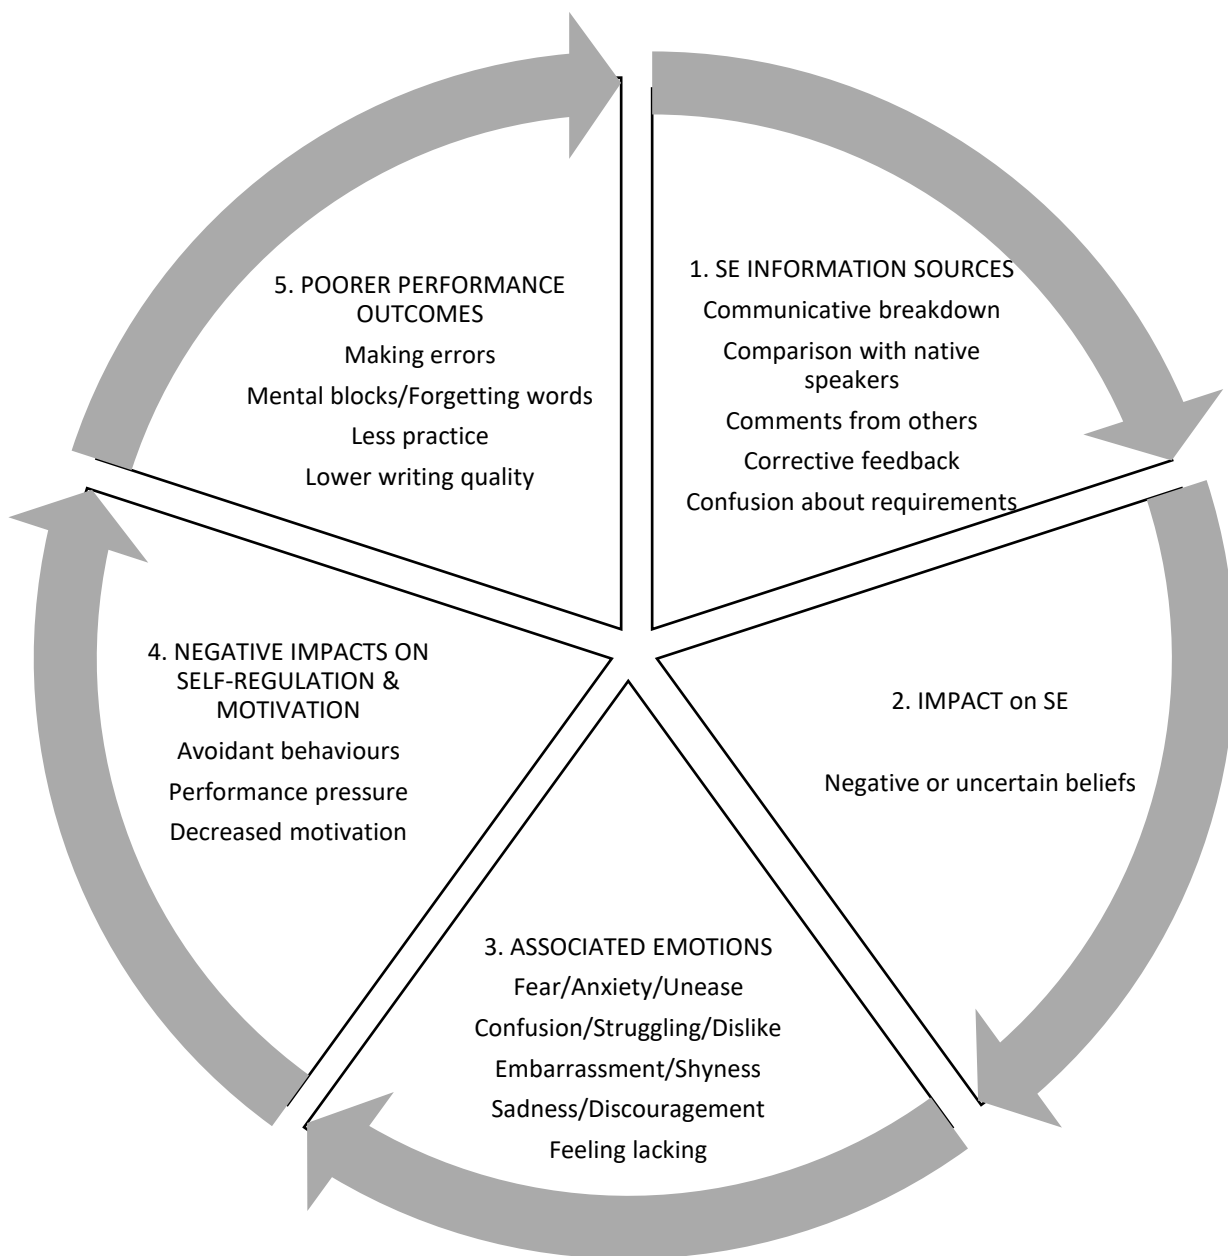 1. SE INFORMATION SOURCES
Communicative breakdown
Comparison with native
speakers
Comments from others
Corrective feedback
Confusion about requirements
2. IMPACT on SE
Negative or uncertain beliefs
3. ASSOCIATED EMOTIONS
Fear/Anxiety/Unease
Confusion/Struggling/Dislike
Embarrassment/Shyness
Sadness/Discouragement
Feeling lacking
4. NEGATIVE IMPACTS ON
SELF-REGULATION &
MOTIVATION
Avoidant behaviours
Performance pressure
Decreased motivation
5. POORER PERFORMANCE
OUTCOMES
Making errors
Mental blocks/Forgetting words
Less practice
Lower writing quality